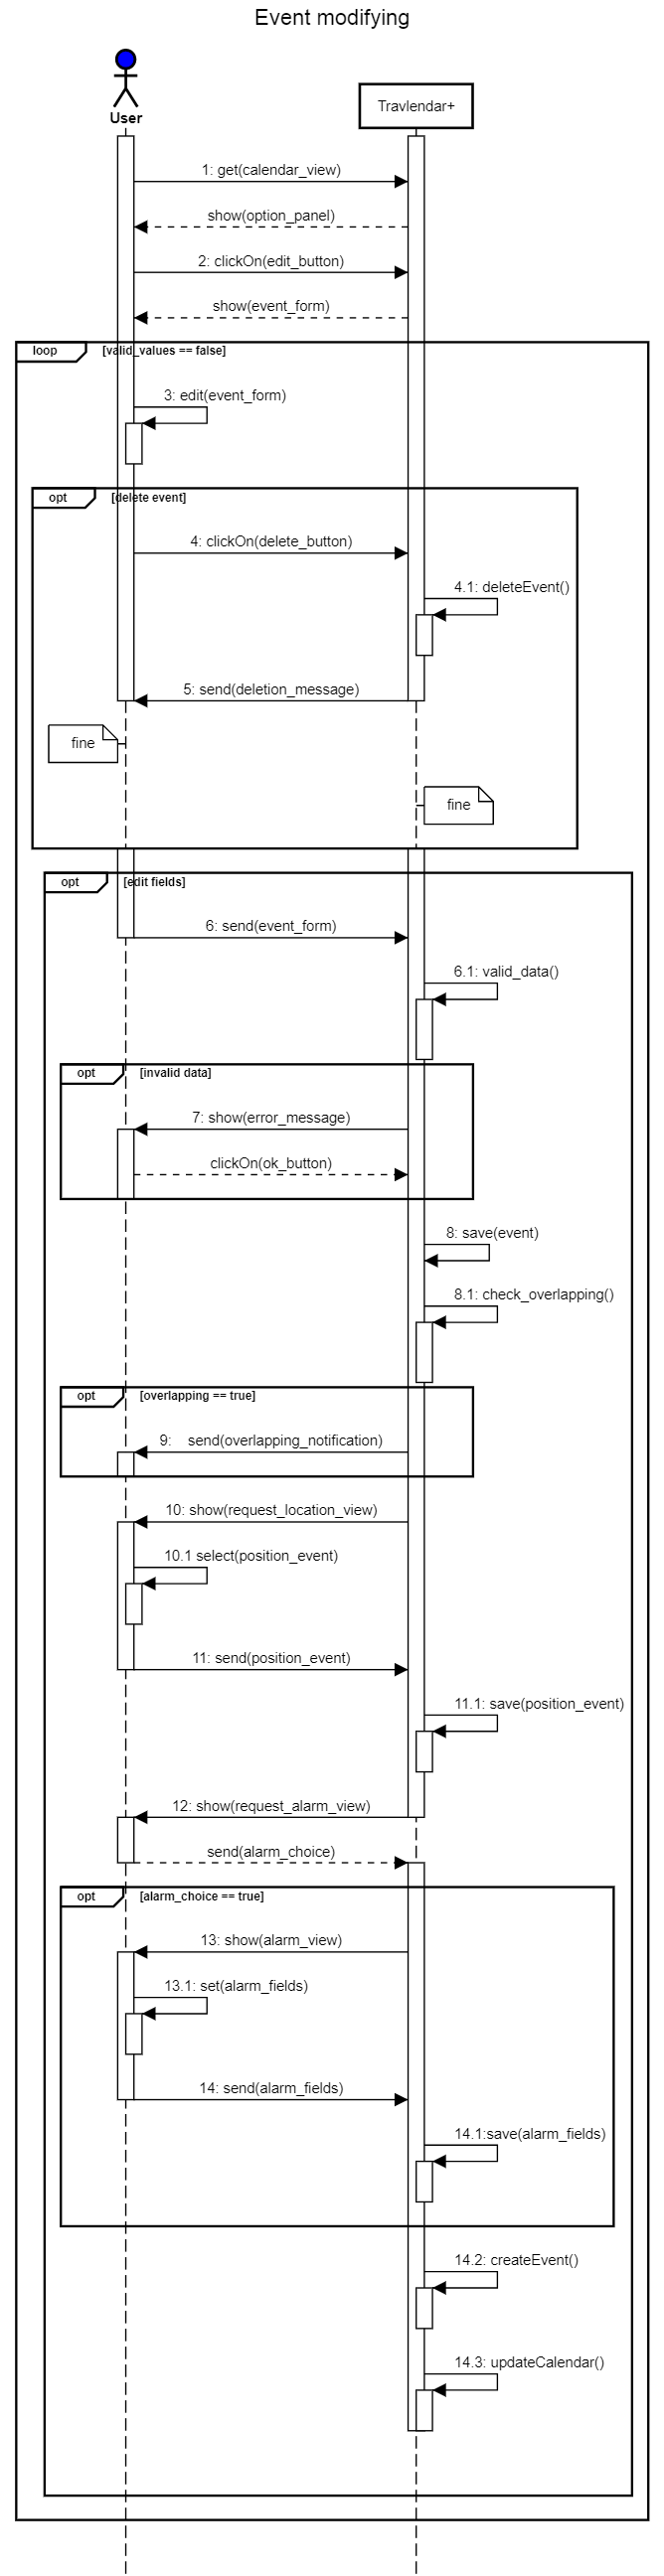 Event modifying
User
Travlendar+
1: get(calendar_view)
show(option_panel)
2: clickOn(edit_button)
show(event_form)
loop [valid_values == false]
3: edit(event_form)
opt [delete event]
4: clickOn(delete_button)
4.1: deleteEvent()
5: send(deletion_message)
fine
fine
opt [edit fields]
6: send(event_form)
6.1: valid_data()
opt [invalid data]
7: show(error_message)
clickOn(ok_button)
8: save(event)
8.1: check_overlapping()
opt [overlapping == true]
9: send(overlapping_notification)
10: show(request_location_view)
10.1 select(position_event)
11: send(position_event)
11.1: save(position_event)
12: show(request_alarm_view)
send(alarm_choice)
opt [alarm_choice == true]
13: show(alarm_view)
13.1: set(alarm_fields)
14: send(alarm_fields)
14.1:save(alarm_fields)
14.2: createEvent()
14.3: updateCalendar()